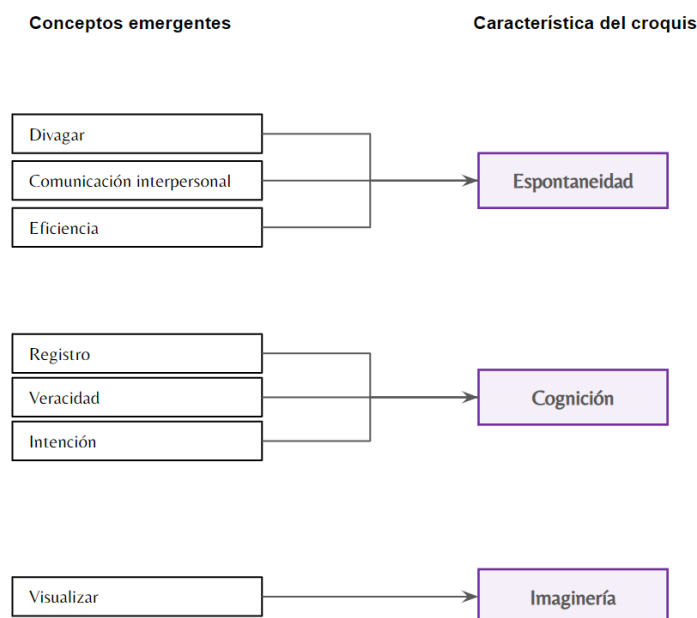 Conceptos emergentes
Característica del croquis
Divagar
Comunicación interpersonal
Eficiencia
Espontaneidad
Registro
Veracidad
Intención
Cognición
Visualizar
Imaginería